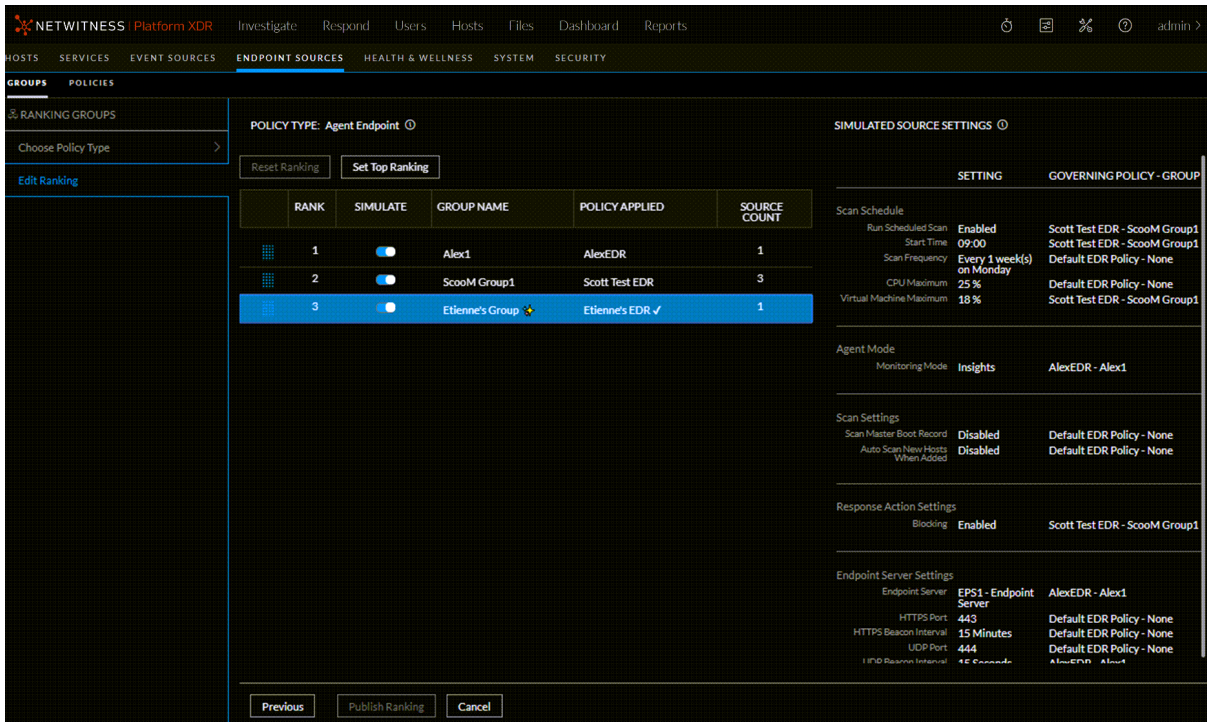 NETWITNESS Platform XDR Investigate Respond Users Hosts Files Dashboard Reports admin >
HOSTS SERVICES EVENT SOURCES ENDPOINT SOURCES HEALTH & WELLNESS SYSTEM SECURITY
GROUPS POLICIES
RANKING GROUPS
Choose Policy Type
Edit Ranking
POLICY TYPE: Agent Endpoint
Reset Ranking Set Top Ranking
RANK SIMULATE GROUP NAME POLICY APPLIED SOURCE COUNT
1 Alex1 AlexEDR 1
2 ScooM Group1 Scott Test EDR 3
3 Etienne's Group Etienne's EDR ✓ 1
SIMULATED SOURCE SETTINGS
SETTING GOVERNING POLICY - GROUP
Scan Schedule
Run Scheduled Scan Enabled Scott Test EDR - ScooM Group1
Start Time 09:00 Scott Test EDR - ScooM Group1
Scan Frequency Every 1 week(s) on Monday Default EDR Policy - None
CPU Maximum 25 % Default EDR Policy - None
Virtual Machine Maximum 18 % Scott Test EDR - ScooM Group1
Agent Mode
Monitoring Mode Insights AlexEDR - Alex1
Scan Settings
Scan Master Boot Record Disabled Default EDR Policy - None
Auto Scan New Hosts When Added Disabled Default EDR Policy - None
Response Action Settings
Blocking Enabled Scott Test EDR - ScooM Group1
Endpoint Server Settings
Endpoint Server EPS1 - Endpoint Server AlexEDR - Alex1
HTTPS Port 443 Default EDR Policy - None
HTTPS Beacon Interval 15 Minutes Default EDR Policy - None
UDP Port 444 Default EDR Policy - None
UDP Beacon Interval 15 Seconds AlexEDR - Alex1
Previous Publish Ranking Cancel